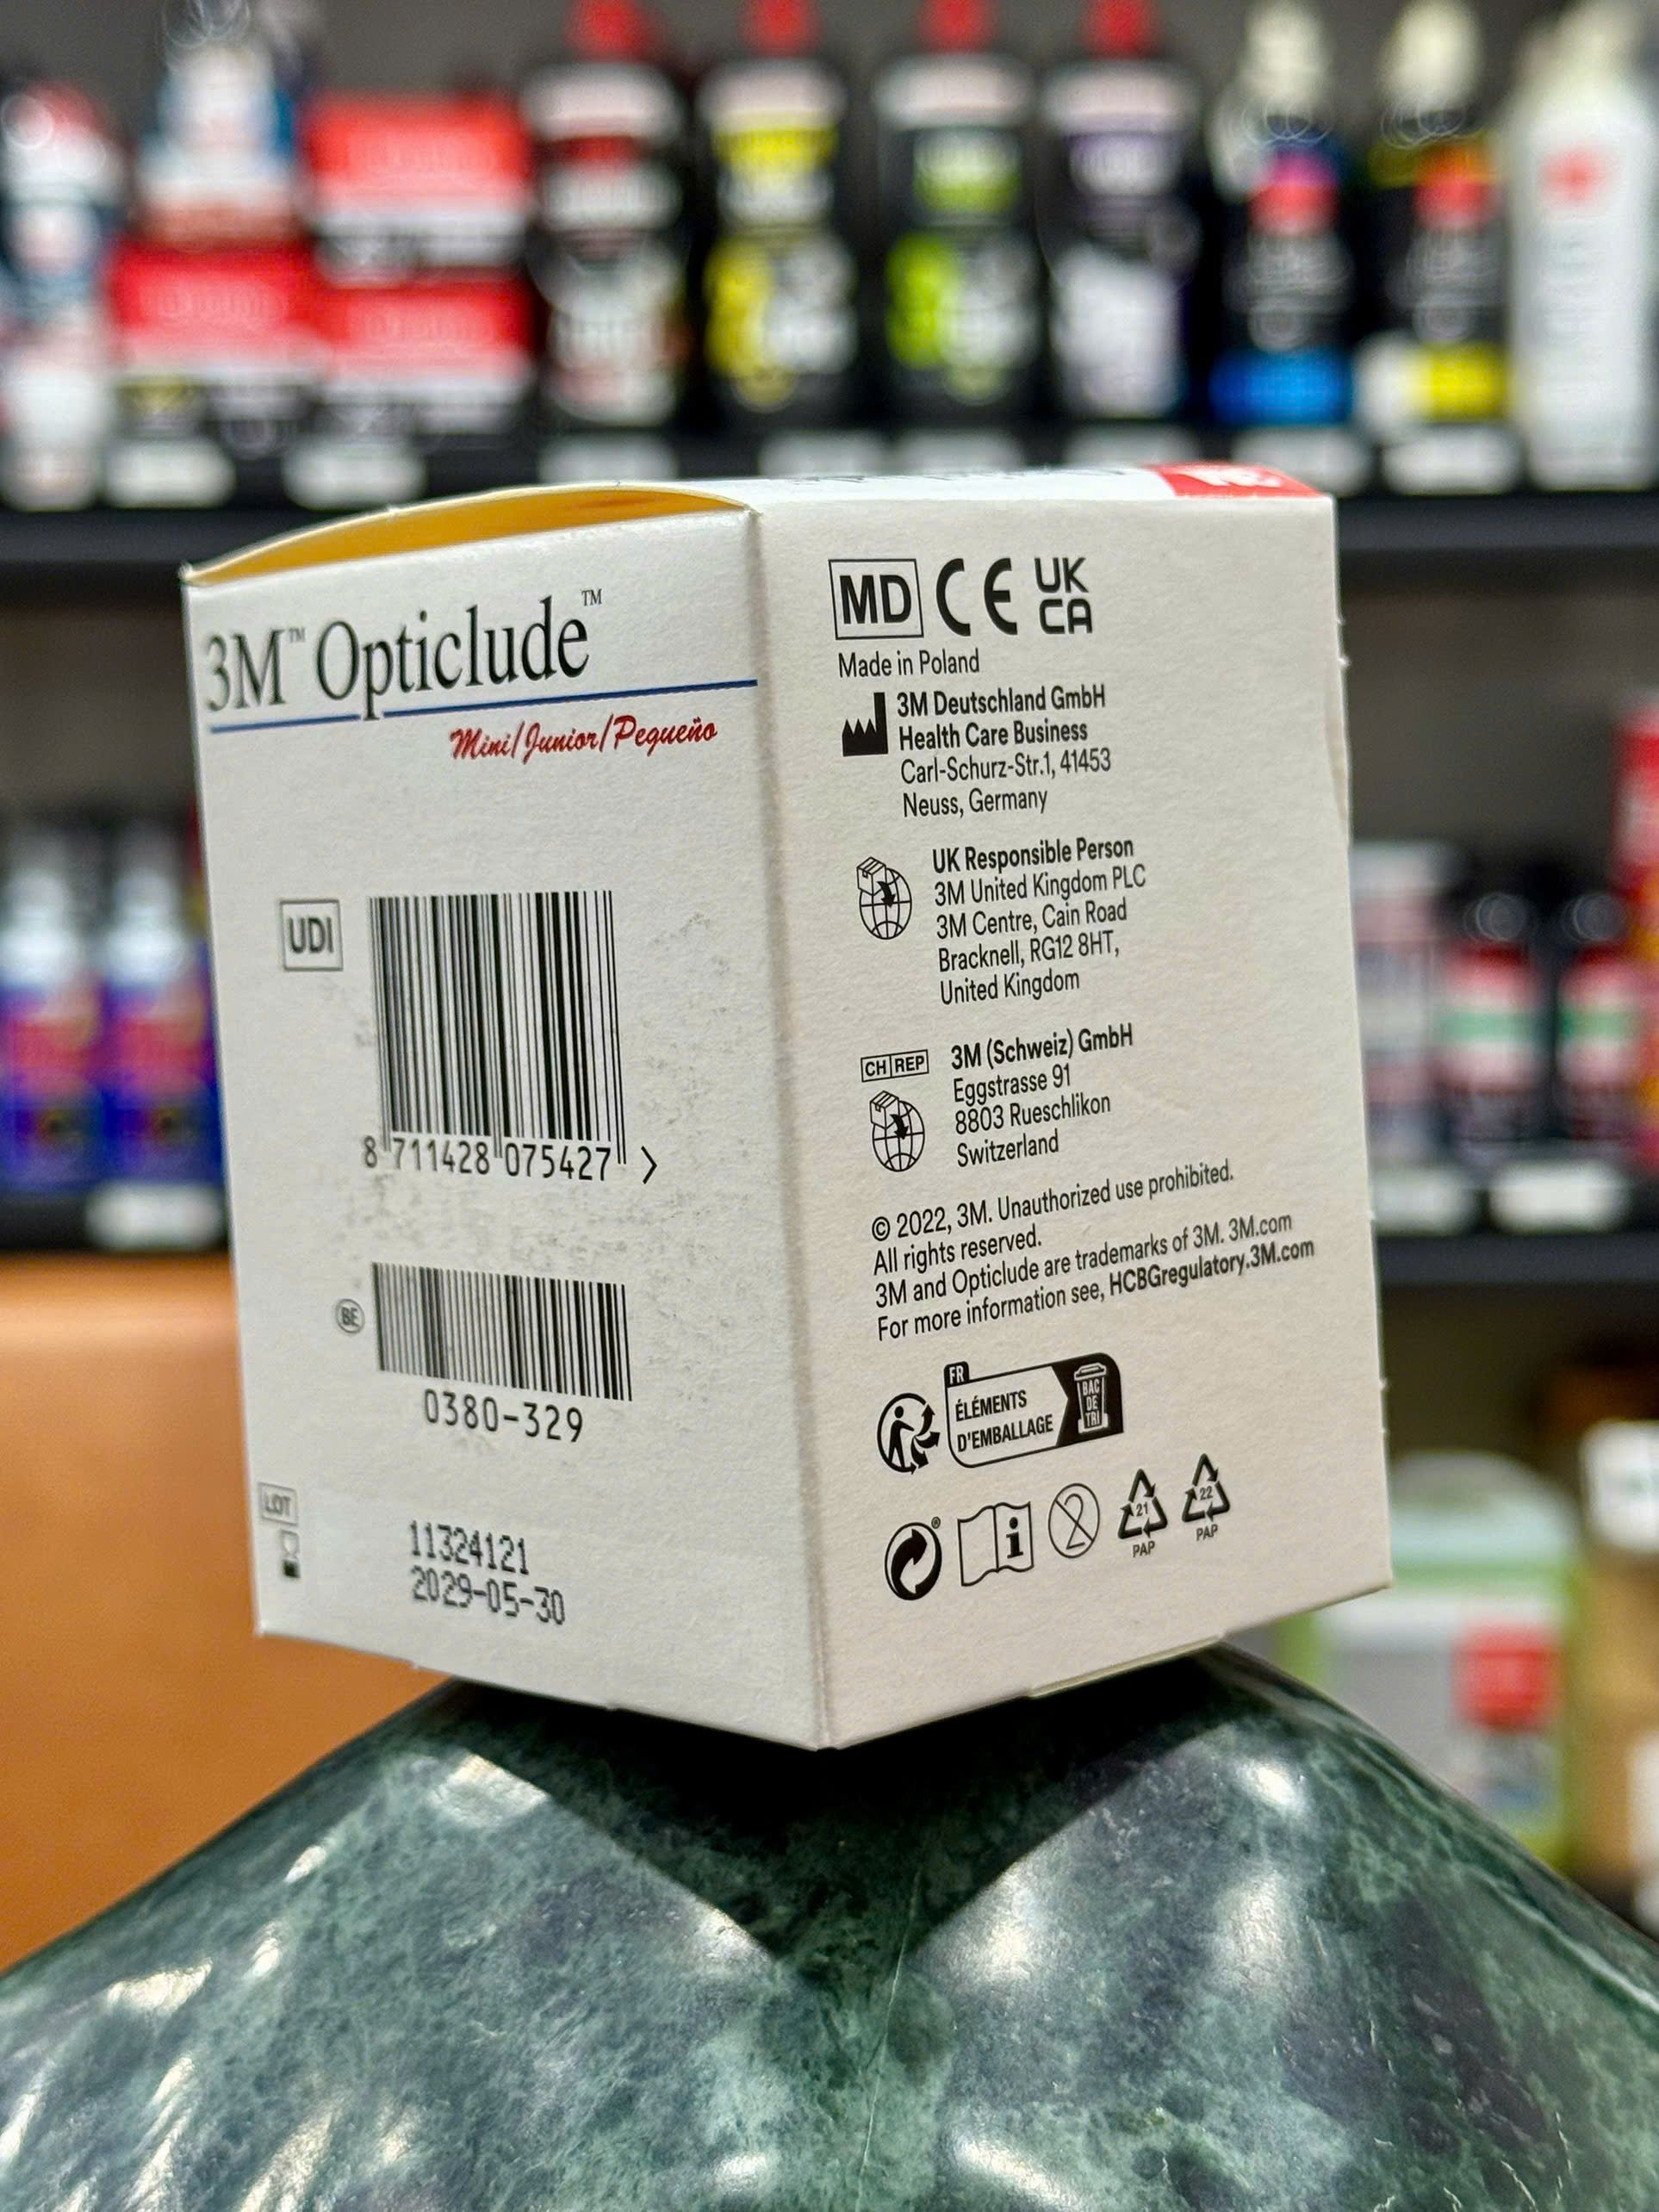 3M™ Opticlude™
Mini/Junior/Pequeño
UDI
8 711428 075427 >
BE
0380-329
LOT
11324121
2029-05-30
MD CE UK
CA
Made in Poland
3M Deutschland GmbH
Health Care Business
Carl-Schurz-Str.1, 41453
Neuss, Germany
UK Responsible Person
3M United Kingdom PLC
3M Centre, Cain Road
Bracknell, RG12 8HT,
United Kingdom
CH REP
3M (Schweiz) GmbH
Eggstrasse 91
8803 Rueschlikon
Switzerland
© 2022, 3M. Unauthorized use prohibited.
All rights reserved.
3M and Opticlude are trademarks of 3M. 3M.com
For more information see, HCBGregulatory.3M.com
FR
ÉLÉMENTS
D'EMBALLAGE
BAC
DE
TRI
® i 2 21 22
PAP PAP